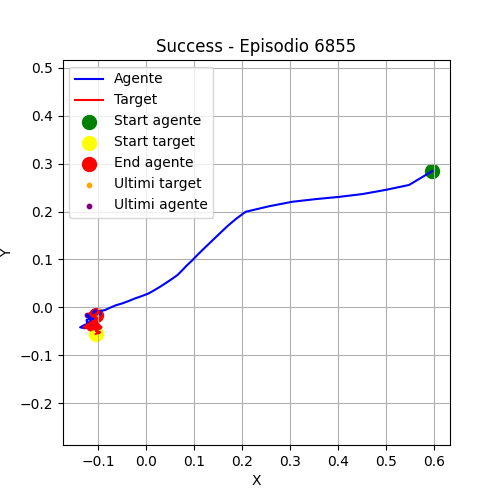 Success - Episodio 6855
Agente
Target
Start agente
Start target
End agente
Ultimi target
Ultimi agente
0.5
0.4
0.3
0.2
0.1
0.0
−0.1
−0.2
Y
−0.1 0.0 0.1 0.2 0.3 0.4 0.5 0.6
X